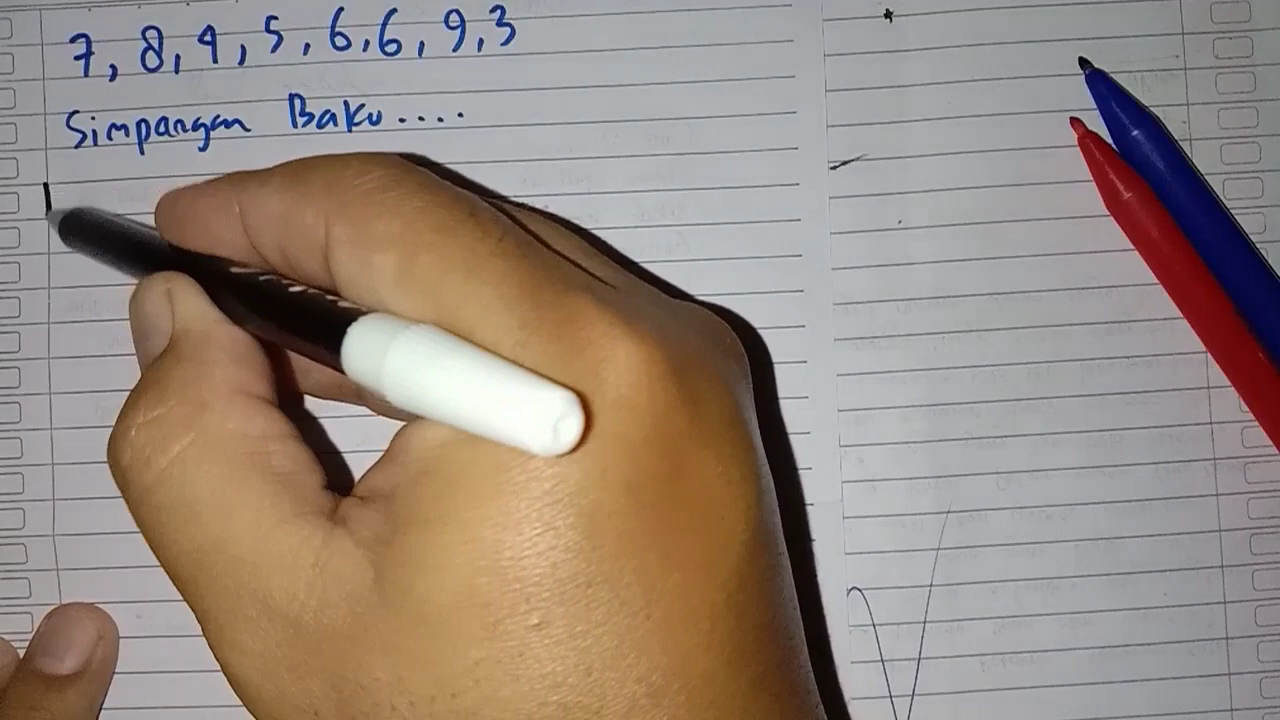 7, 8, 4, 5, 6, 6, 9, 3
Simpangan Baku....